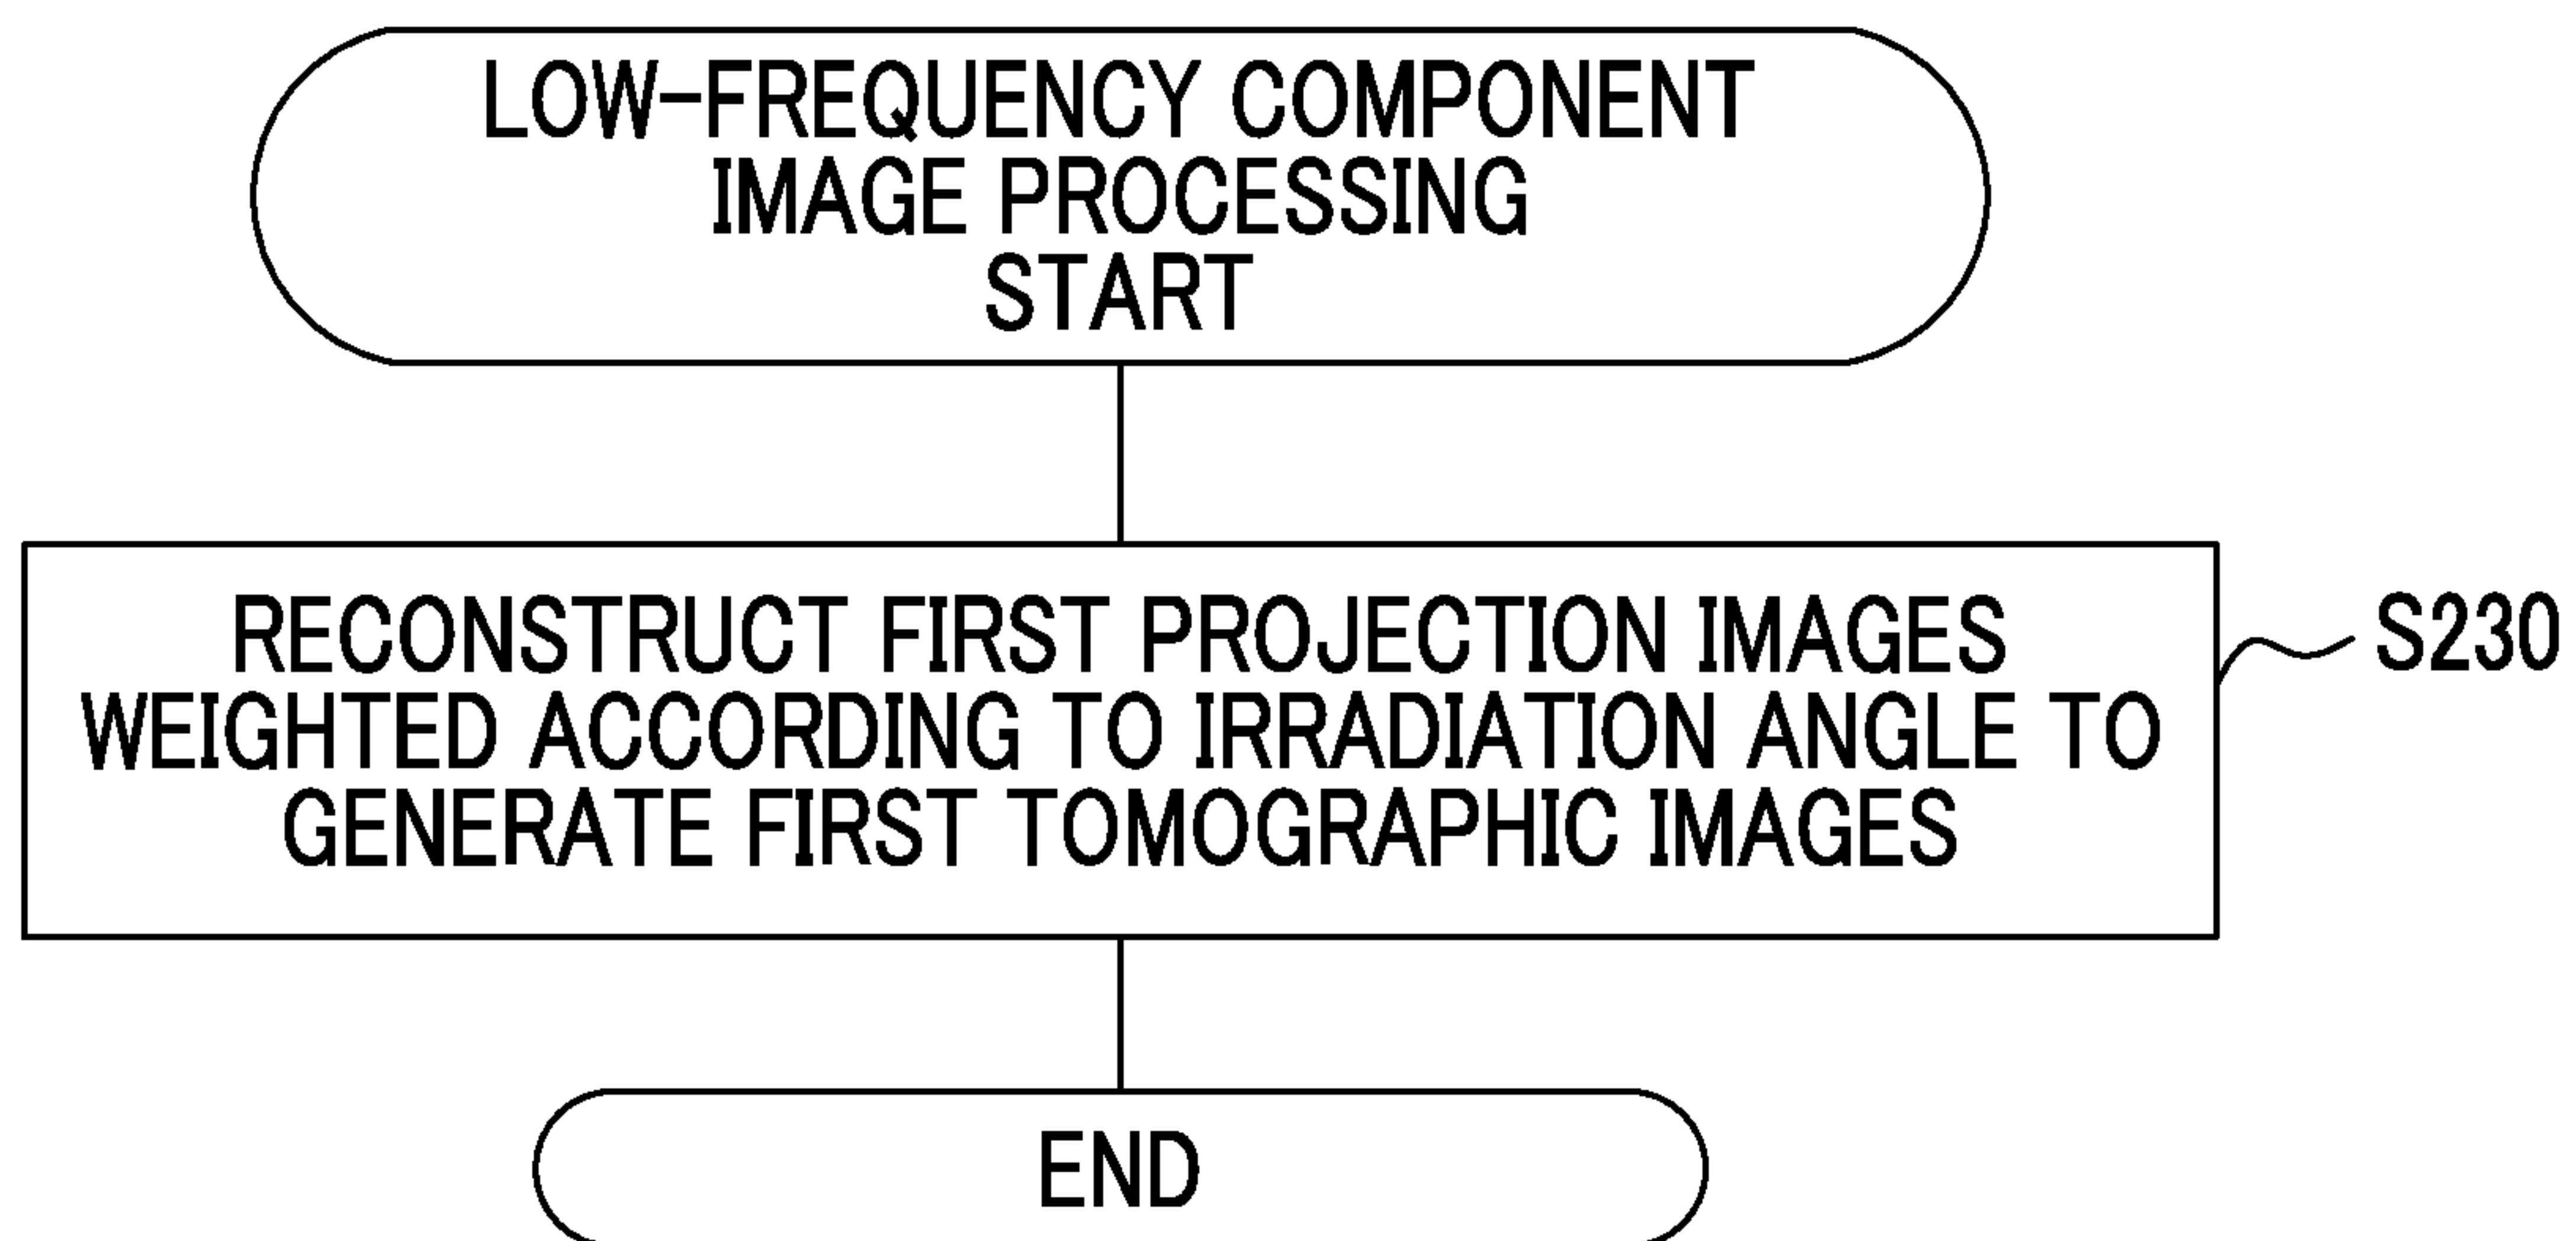 LOW-FREQUENCY COMPONENT
IMAGE PROCESSING
START
RECONSTRUCT FIRST PROJECTION IMAGES
WEIGHTED ACCORDING TO IRRADIATION ANGLE TO
GENERATE FIRST TOMOGRAPHIC IMAGES
S230
END